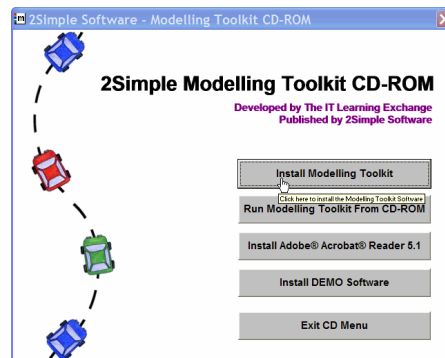 2Simple Software - Modelling Toolkit CD-ROM
2Simple Modelling Toolkit CD-ROM
Developed by The IT Learning Exchange
Published by 2Simple Software
Install Modelling Toolkit
Click here to install the Modelling Toolkit Software
Run Modelling Toolkit From CD-ROM
Install Adobe® Acrobat® Reader 5.1
Install DEMO Software
Exit CD Menu